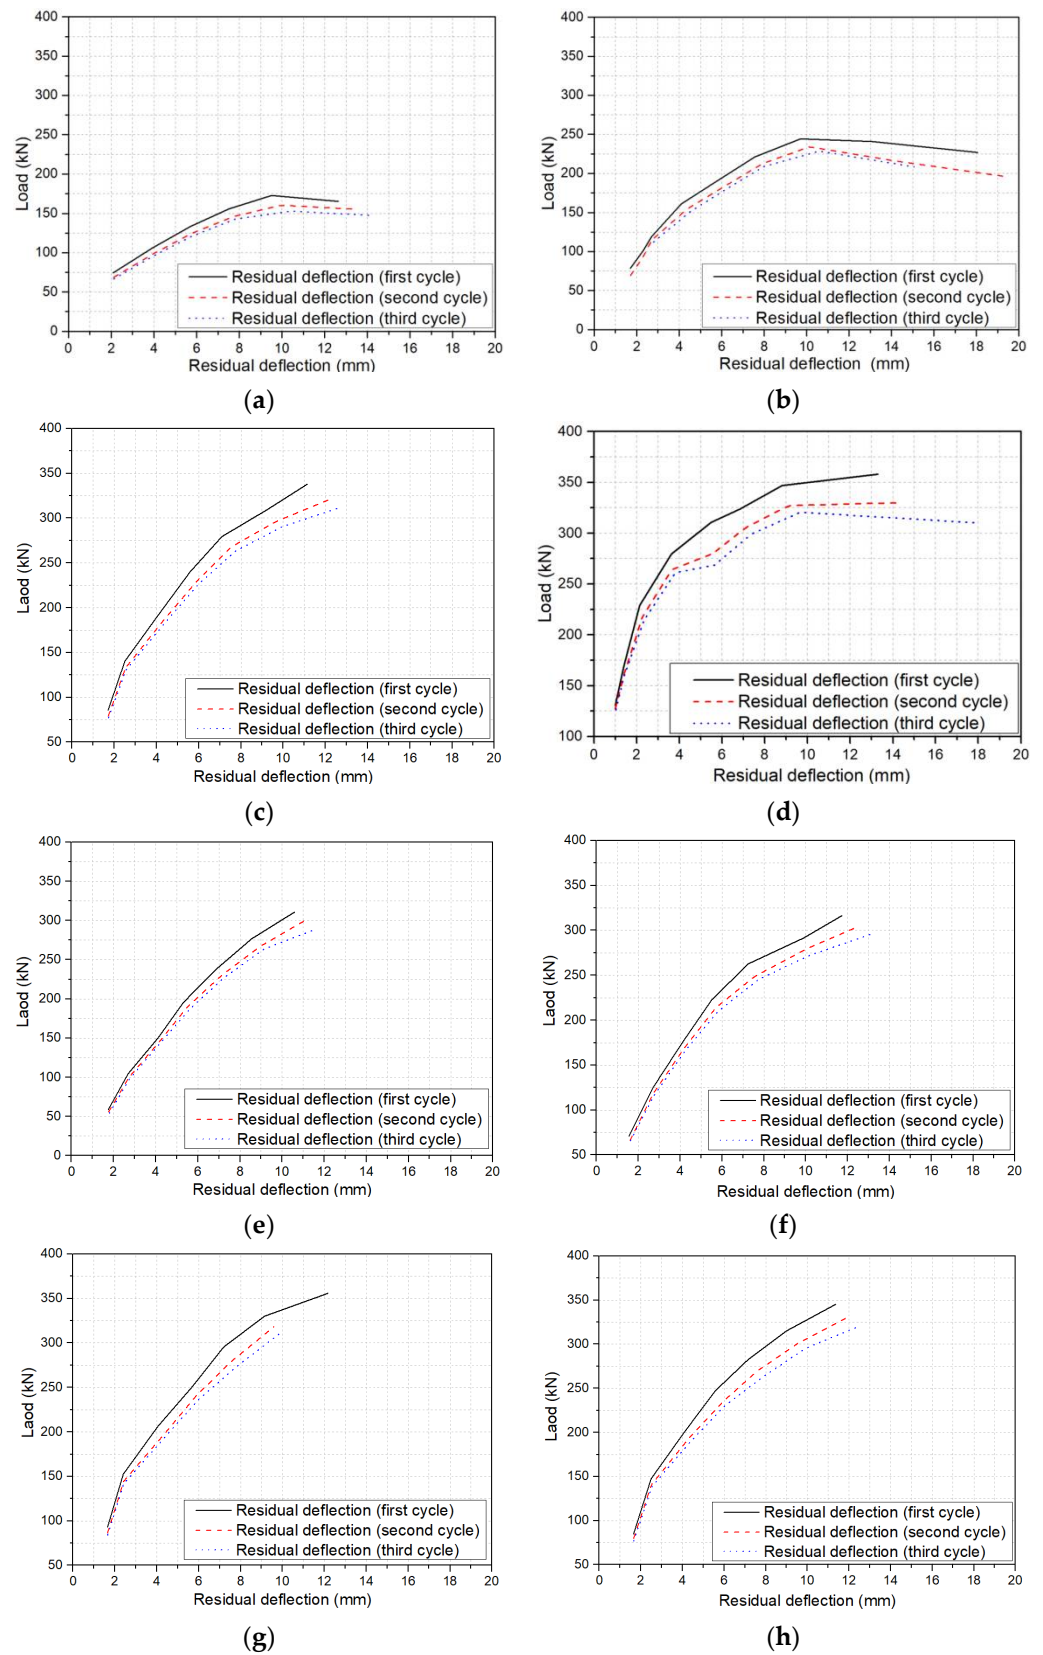 400
350
300
250
200
150
100
50
0
Load (kN)
Residual deflection (first cycle)
Residual deflection (second cycle)
Residual deflection (third cycle)
0 2 4 6 8 10 12 14 16 18 20
Residual deflection (mm)
(a)
400
350
300
250
200
150
100
50
0
Load (kN)
Residual deflection (first cycle)
Residual deflection (second cycle)
Residual deflection (third cycle)
0 2 4 6 8 10 12 14 16 18 20
Residual deflection (mm)
(b)
400
350
300
250
200
150
100
50
Laod (kN)
Residual deflection (first cycle)
Residual deflection (second cycle)
Residual deflection (third cycle)
0 2 4 6 8 10 12 14 16 18 20
Residual deflection (mm)
(c)
400
350
300
250
200
150
100
Load (kN)
Residual deflection (first cycle)
Residual deflection (second cycle)
Residual deflection (third cycle)
0 2 4 6 8 10 12 14 16 18 20
Residual deflection (mm)
(d)
400
350
300
250
200
150
100
50
0
Laod (kN)
Residual deflection (first cycle)
Residual deflection (second cycle)
Residual deflection (third cycle)
0 2 4 6 8 10 12 14 16 18 20
Residual deflection (mm)
(e)
400
350
300
250
200
150
100
50
Laod (kN)
Residual deflection (first cycle)
Residual deflection (second cycle)
Residual deflection (third cycle)
0 2 4 6 8 10 12 14 16 18 20
Residual deflection (mm)
(f)
400
350
300
250
200
150
100
50
Laod (kN)
Residual deflection (first cycle)
Residual deflection (second cycle)
Residual deflection (third cycle)
0 2 4 6 8 10 12 14 16 18 20
Residual deflection (mm)
(g)
400
350
300
250
200
150
100
50
Laod (kN)
Residual deflection (first cycle)
Residual deflection (second cycle)
Residual deflection (third cycle)
0 2 4 6 8 10 12 14 16 18 20
Residual deflection (mm)
(h)